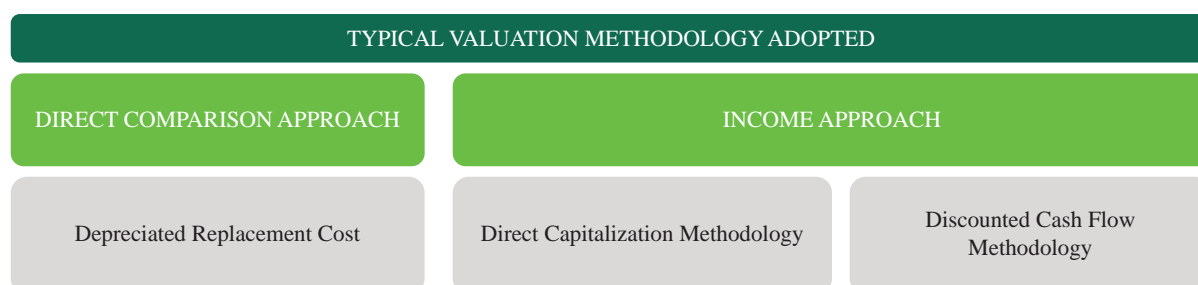 TYPICAL VALUATION METHODOLOGY ADOPTED
DIRECT COMPARISON APPROACH
INCOME APPROACH
Depreciated Replacement Cost
Direct Capitalization Methodology
Discounted Cash Flow
Methodology